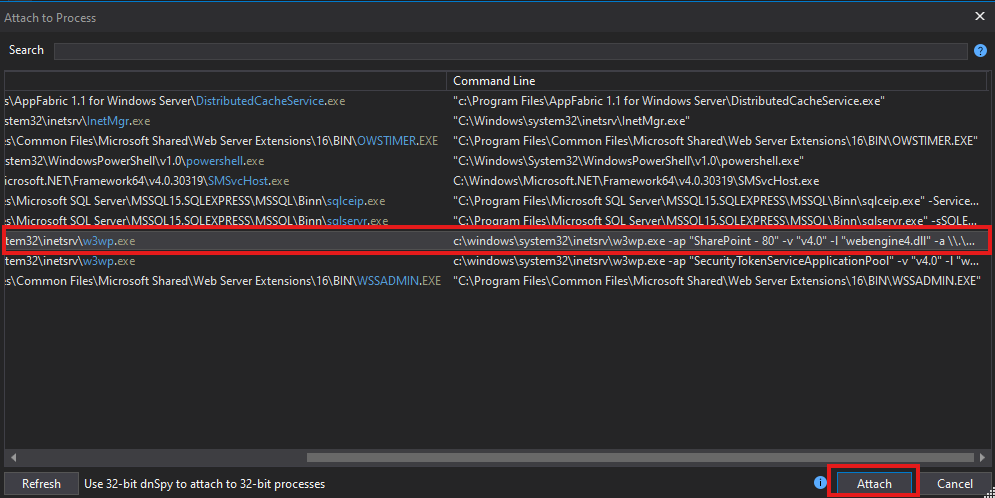 Attach to Process
Search
Command Line
s\AppFabric 1.1 for Windows Server\DistributedCacheService.exe "c:\Program Files\AppFabric 1.1 for Windows Server\DistributedCacheService.exe"
stem32\inetsrv\InetMgr.exe "C:\Windows\system32\inetsrv\InetMgr.exe"
es\Common Files\Microsoft Shared\Web Server Extensions\16\BIN\OWSTIMER.EXE "C:\Program Files\Common Files\Microsoft Shared\Web Server Extensions\16\BIN\OWSTIMER.EXE"
ystem32\WindowsPowerShell\v1.0\powershell.exe "C:\Windows\System32\WindowsPowerShell\v1.0\powershell.exe"
icrosoft.NET\Framework64\v4.0.30319\SMSvcHost.exe C:\Windows\Microsoft.NET\Framework64\v4.0.30319\SMSvcHost.exe
es\Microsoft SQL Server\MSSQL15.SQLEXPRESS\MSSQL\Binn\sqlceip.exe "C:\Program Files\Microsoft SQL Server\MSSQL15.SQLEXPRESS\MSSQL\Binn\sqlceip.exe" -Service...
es\Microsoft SQL Server\MSSQL15.SQLEXPRESS\MSSQL\Binn\sqlservr.exe "C:\Program Files\Microsoft SQL Server\MSSQL15.SQLEXPRESS\MSSQL\Binn\sqlservr.exe" -sSQLE...
tem32\inetsrv\w3wp.exe c:\windows\system32\inetsrv\w3wp.exe -ap "SharePoint - 80" -v "v4.0" -l "webengine4.dll" -a \\.\...
tem32\inetsrv\w3wp.exe c:\windows\system32\inetsrv\w3wp.exe -ap "SecurityTokenServiceApplicationPool" -v "v4.0" -l "w...
es\Common Files\Microsoft Shared\Web Server Extensions\16\BIN\WSSADMIN.EXE "C:\Program Files\Common Files\Microsoft Shared\Web Server Extensions\16\BIN\WSSADMIN.EXE"
Refresh Use 32-bit dnSpy to attach to 32-bit processes Attach Cancel